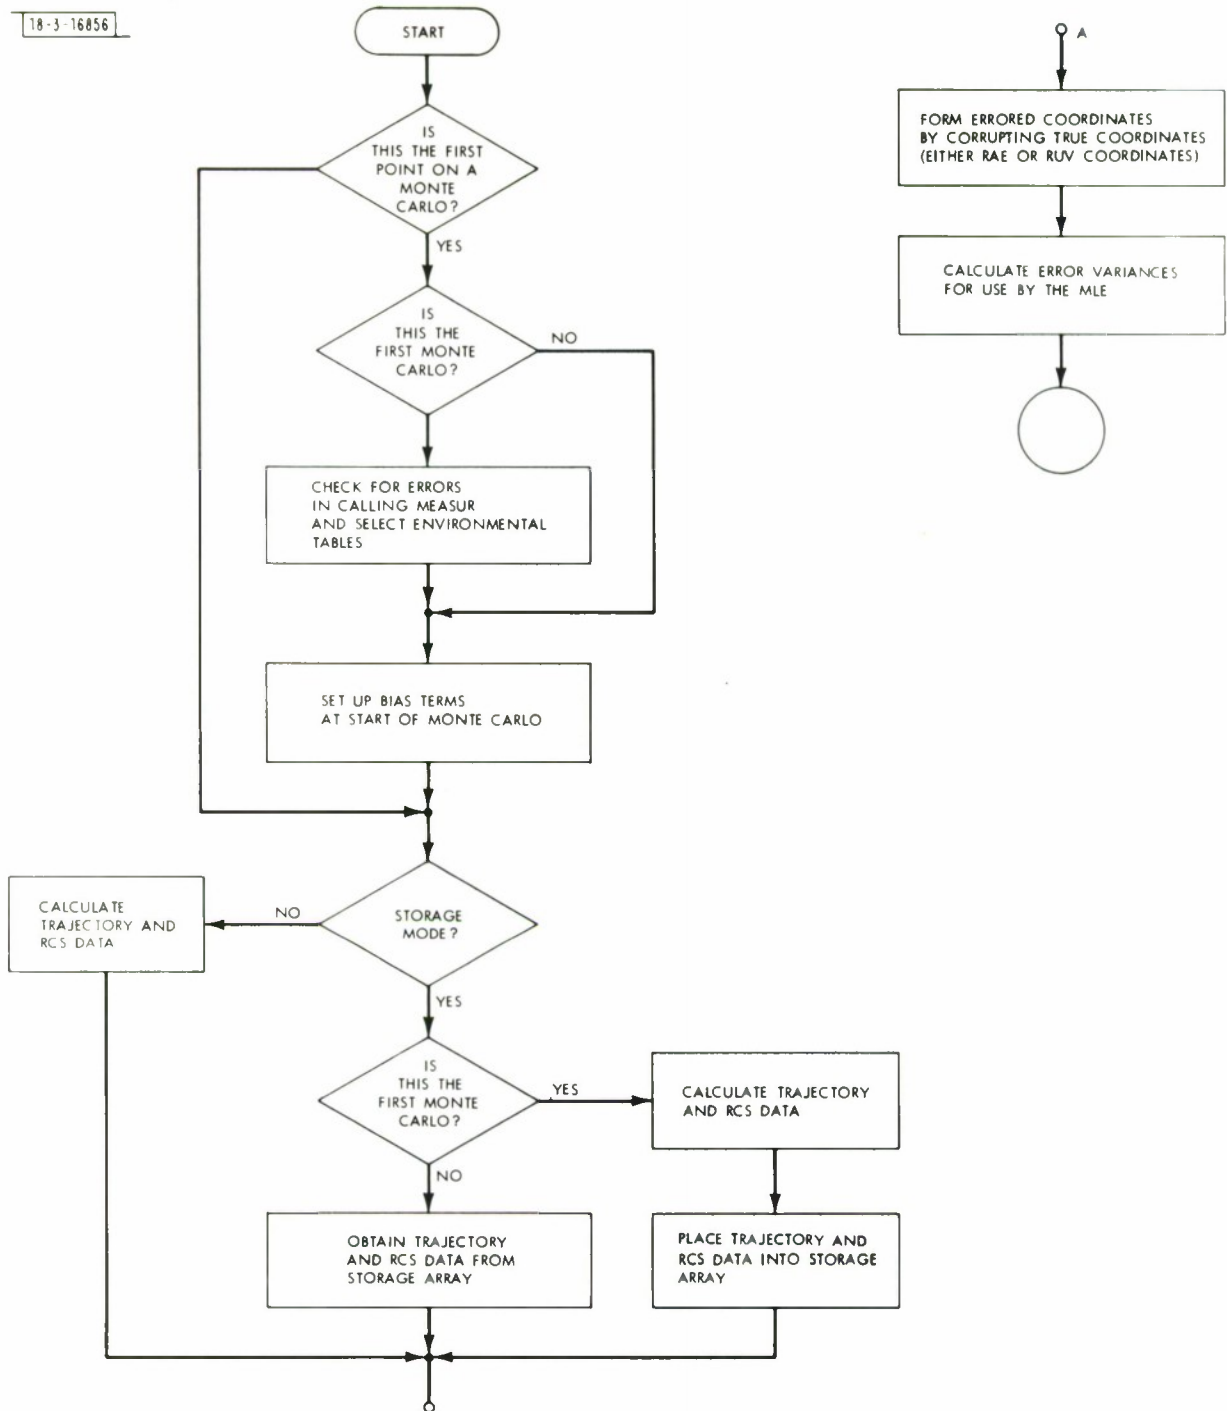 18-3-16856
START
IS
THIS THE FIRST
POINT ON A
MONTE
CARLO?
YES
IS
THIS THE
FIRST MONTE
CARLO?
NO
CHECK FOR ERRORS
IN CALLING MEASUR
AND SELECT ENVIRONMENTAL
TABLES
SET UP BIAS TERMS
AT START OF MONTE CARLO
STORAGE
MODE?
NO
CALCULATE
TRAJECTORY AND
RCS DATA
YES
IS
THIS THE
FIRST MONTE
CARLO?
YES
CALCULATE TRAJECTORY
AND RCS DATA
NO
OBTAIN TRAJECTORY
AND RCS DATA FROM
STORAGE ARRAY
PLACE TRAJECTORY AND
RCS DATA INTO STORAGE
ARRAY
A
FORM ERRORED COORDINATES
BY CORRUPTING TRUE COORDINATES
(EITHER RAE OR RUV COORDINATES)
CALCULATE ERROR VARIANCES
FOR USE BY THE MLE